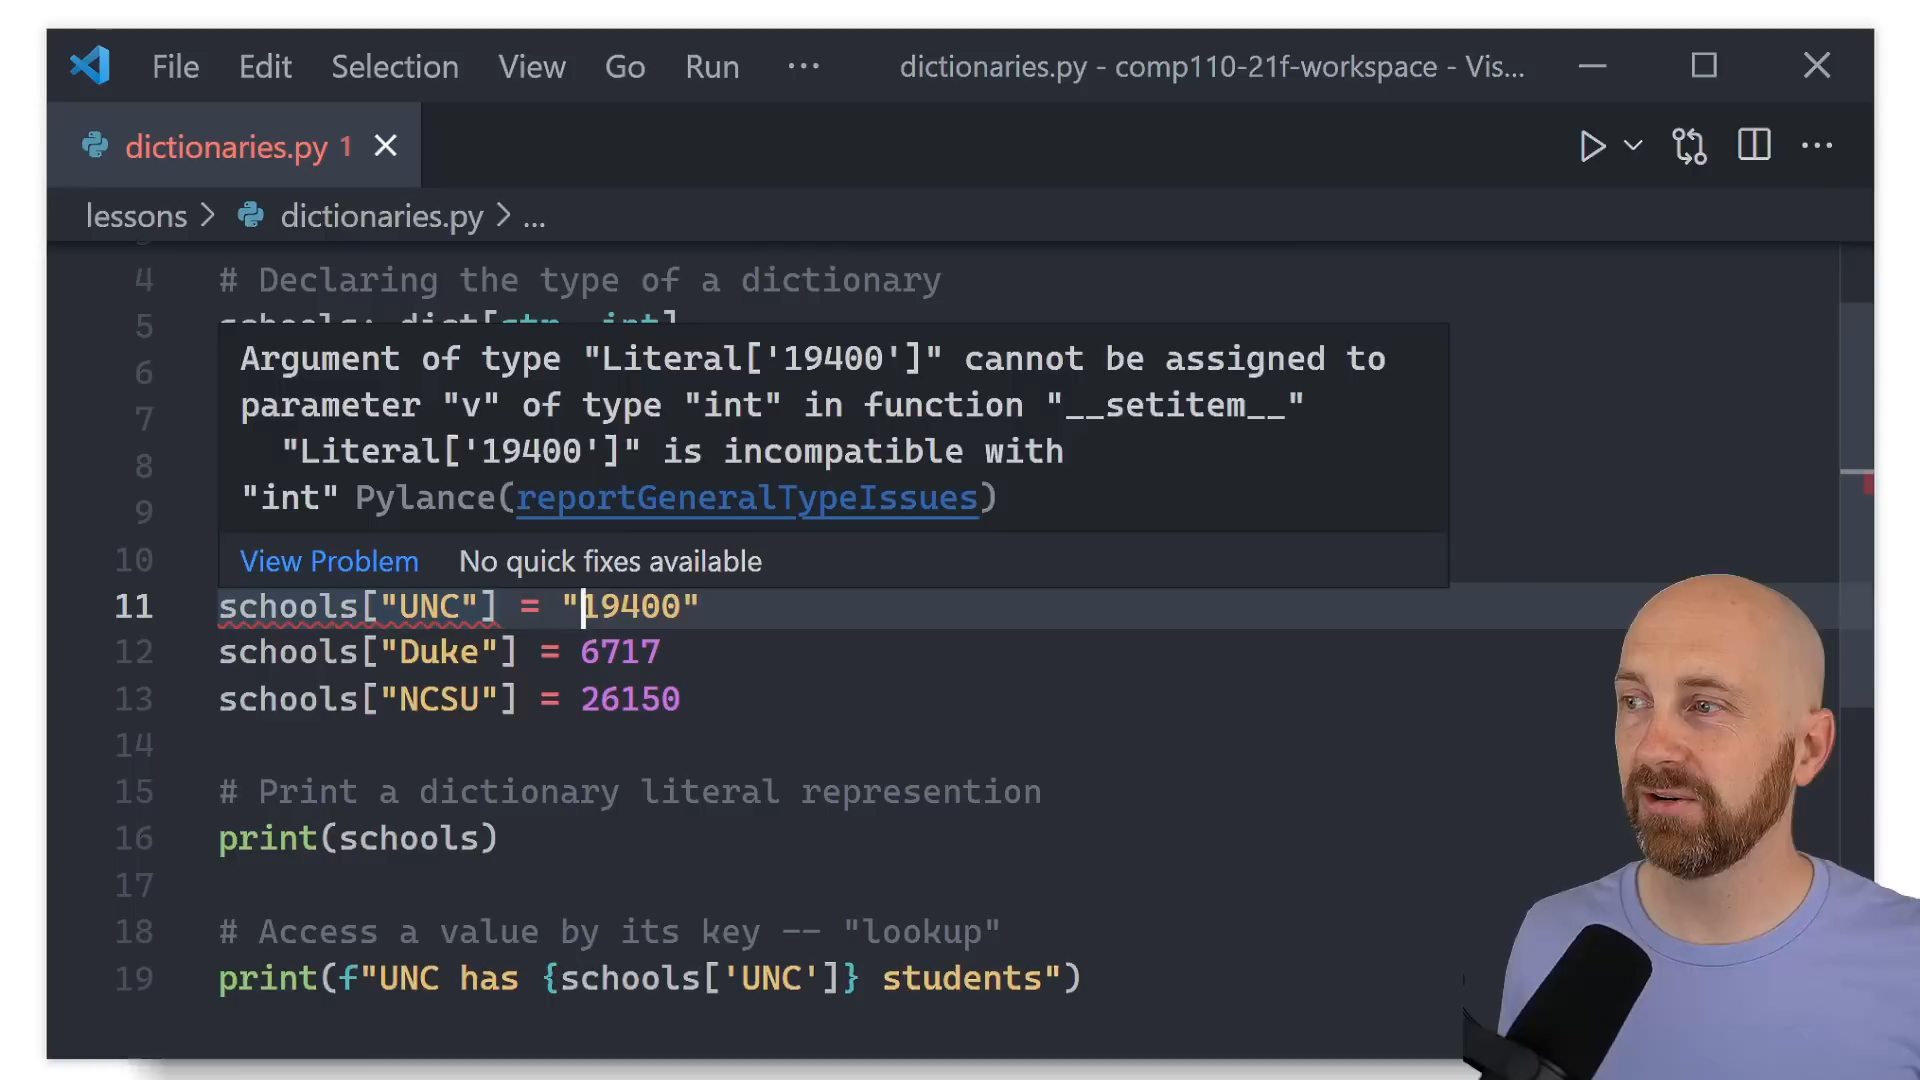 File Edit Selection View Go Run ··· dictionaries.py - comp110-21f-workspace - Vis...
dictionaries.py 1
lessons > dictionaries.py > ...
4 # Declaring the type of a dictionary
5 schools: dict[str, int]
6
Argument of type "Literal['19400']" cannot be assigned to
7
parameter "v" of type "int" in function "__setitem__"
8
"Literal['19400']" is incompatible with
9
"int" Pylance(reportGeneralTypeIssues)
10
View Problem No quick fixes available
11 schools["UNC"] = "19400"
12 schools["Duke"] = 6717
13 schools["NCSU"] = 26150
14
15 # Print a dictionary literal represention
16 print(schools)
17
18 # Access a value by its key -- "lookup"
19 print(f"UNC has {schools['UNC']} students")